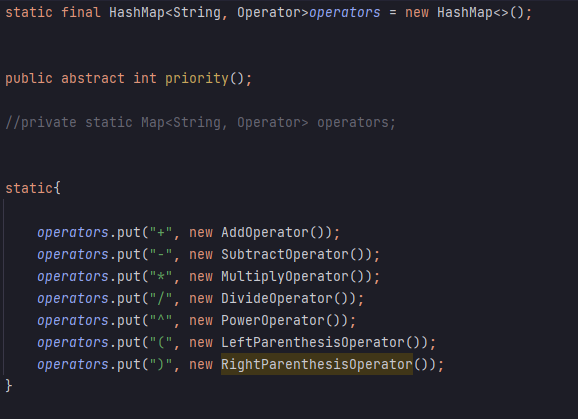 static final HashMap<String, Operator>operators = new HashMap<>();
public abstract int priority();
//private static Map<String, Operator> operators;
static{
operators.put("+", new AddOperator());
operators.put("-", new SubtractOperator());
operators.put("*", new MultiplyOperator());
operators.put("/", new DivideOperator());
operators.put("^", new PowerOperator());
operators.put("(", new LeftParenthesisOperator());
operators.put(")", new RightParenthesisOperator());
}